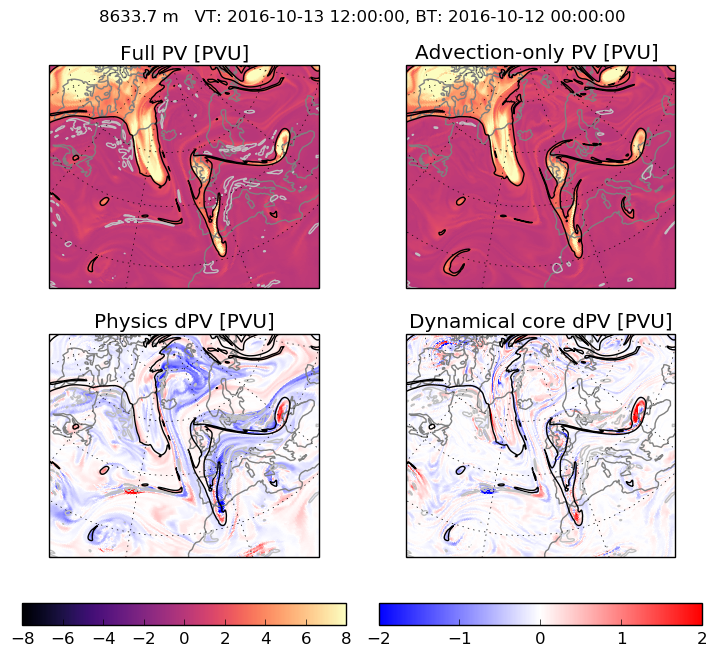 8633.7 m   VT: 2016-10-13 12:00:00, BT: 2016-10-12 00:00:00
Full PV [PVU]
Advection-only PV [PVU]
Physics dPV [PVU]
Dynamical core dPV [PVU]
−8 −6 −4 −2 0 2 4 6 8
−2 −1 0 1 2